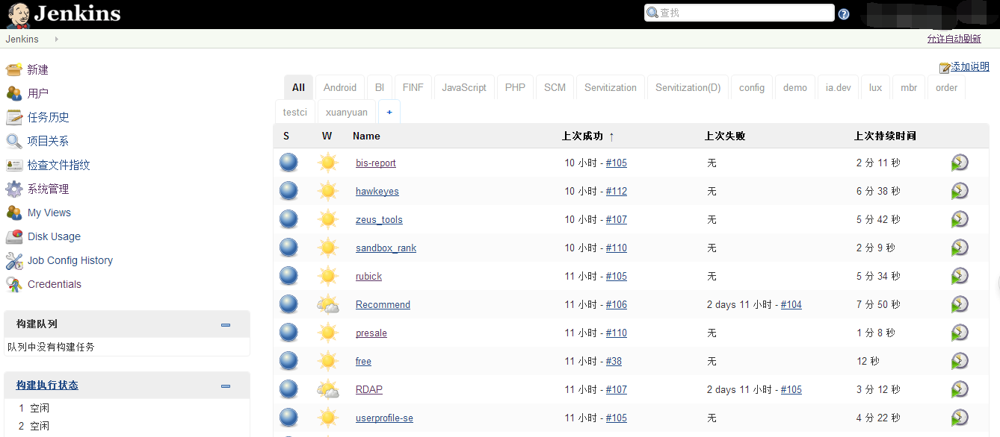 Jenkins
查找
Jenkins
允许自动刷新
新建
用户
任务历史
项目关系
检查文件指纹
系统管理
My Views
Disk Usage
Job Config History
Credentials
构建队列
队列中没有构建任务
构建执行状态
1 空闲
2 空闲
添加说明
All Android BI FINF JavaScript PHP SCM Servitization Servitization(D) config demo ia.dev lux mbr order
testci xuanyuan +
S W Name 上次成功 ↑ 上次失败 上次持续时间
bis-report 10 小时 - #105 无 2 分 11 秒
hawkeyes 10 小时 - #112 无 6 分 38 秒
zeus_tools 10 小时 - #107 无 5 分 42 秒
sandbox_rank 10 小时 - #110 无 2 分 9 秒
rubick 11 小时 - #105 无 5 分 34 秒
Recommend 11 小时 - #106 2 days 11 小时 - #104 7 分 50 秒
presale 11 小时 - #110 无 1 分 8 秒
free 11 小时 - #38 无 12 秒
RDAP 11 小时 - #107 2 days 11 小时 - #105 3 分 12 秒
userprofile-se 11 小时 - #105 无 4 分 22 秒